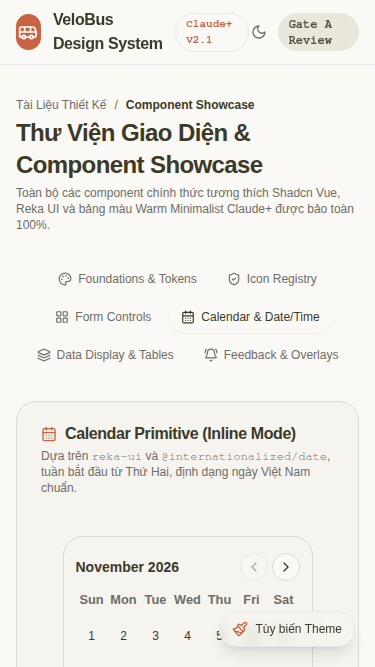 VeloBus
Design System
Claude+
v2.1
Gate A
Review
Tài Liệu Thiết Kế / Component Showcase
Thư Viện Giao Diện &
Component Showcase
Toàn bộ các component chính thức tương thích Shadcn Vue,
Reka UI và bảng màu Warm Minimalist Claude+ được bảo toàn
100%.
Foundations & Tokens
Icon Registry
Form Controls
Calendar & Date/Time
Data Display & Tables
Feedback & Overlays
Calendar Primitive (Inline Mode)
Dựa trên reka-ui và @internationalized/date,
tuần bắt đầu từ Thứ Hai, định dạng ngày Việt Nam
chuẩn.
November 2026
Sun Mon Tue Wed Thu Fri Sat
1 2 3 4 5
Tùy biến Theme